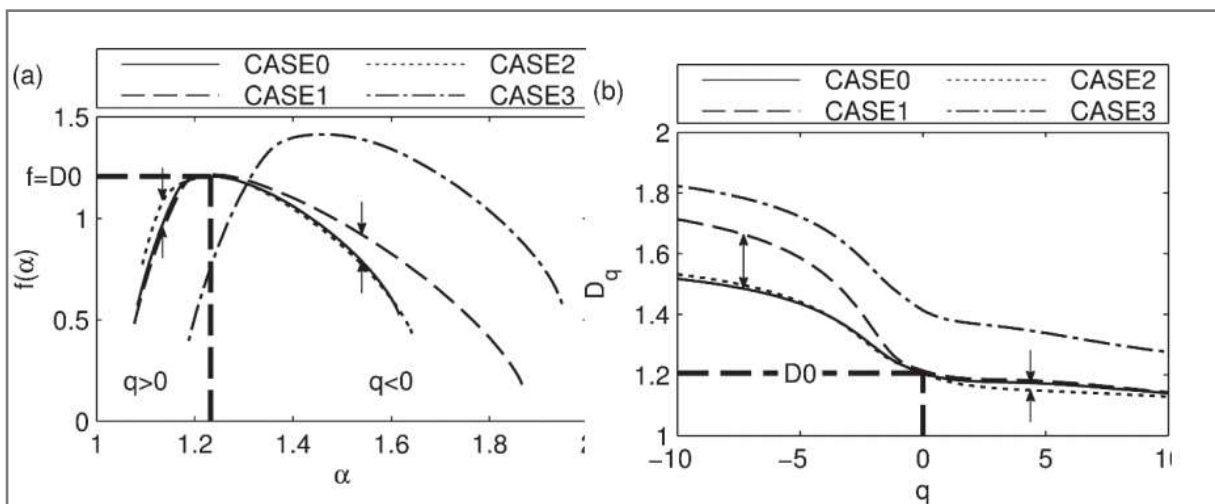 (a)
CASE0 CASE2
CASE1 CASE3
1.5
f=D0
1
f(α)
0.5
q>0 q<0
0
1 1.2 1.4 1.6 1.8
α
(b)
CASE0 CASE2
CASE1 CASE3
2
1.8
1.6
Dq
1.4
1.2
D0
1
−10 −5 0 5 10
q